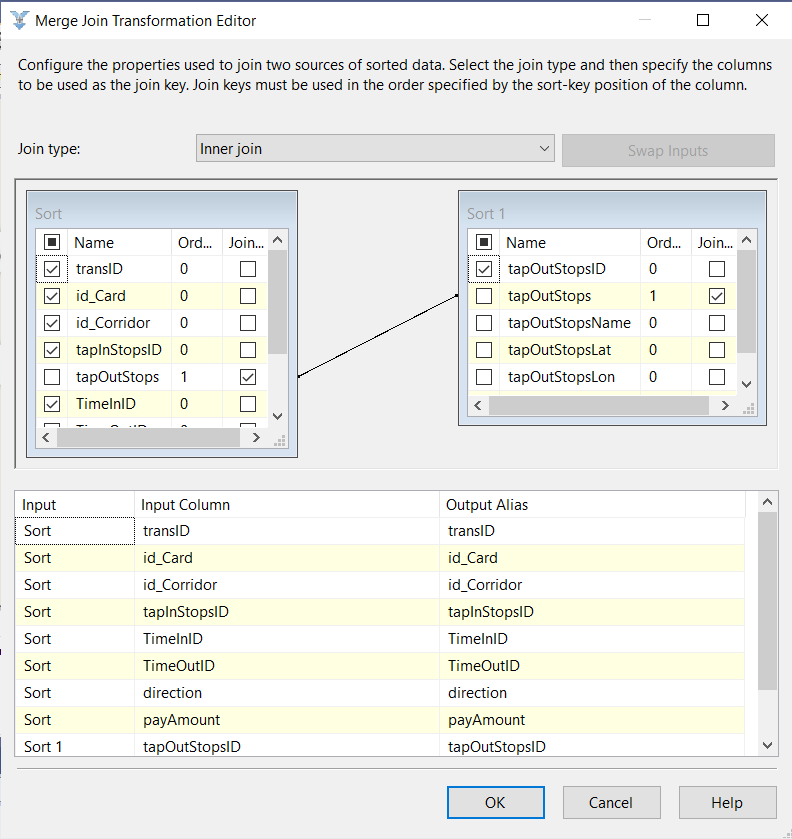 Merge Join Transformation Editor
Configure the properties used to join two sources of sorted data. Select the join type and then specify the columns
to be used as the join key. Join keys must be used in the order specified by the sort-key position of the column.
Join type: Inner join Swap Inputs
Sort
Name Ord... Join...
transID 0
id_Card 0
id_Corridor 0
tapInStopsID 0
tapOutStops 1
TimeInID 0
Sort 1
Name Ord... Join...
tapOutStopsID 0
tapOutStops 1
tapOutStopsName 0
tapOutStopsLat 0
tapOutStopsLon 0
Input Input Column Output Alias
Sort transID transID
Sort id_Card id_Card
Sort id_Corridor id_Corridor
Sort tapInStopsID tapInStopsID
Sort TimeInID TimeInID
Sort TimeOutID TimeOutID
Sort direction direction
Sort payAmount payAmount
Sort 1 tapOutStopsID tapOutStopsID
OK Cancel Help